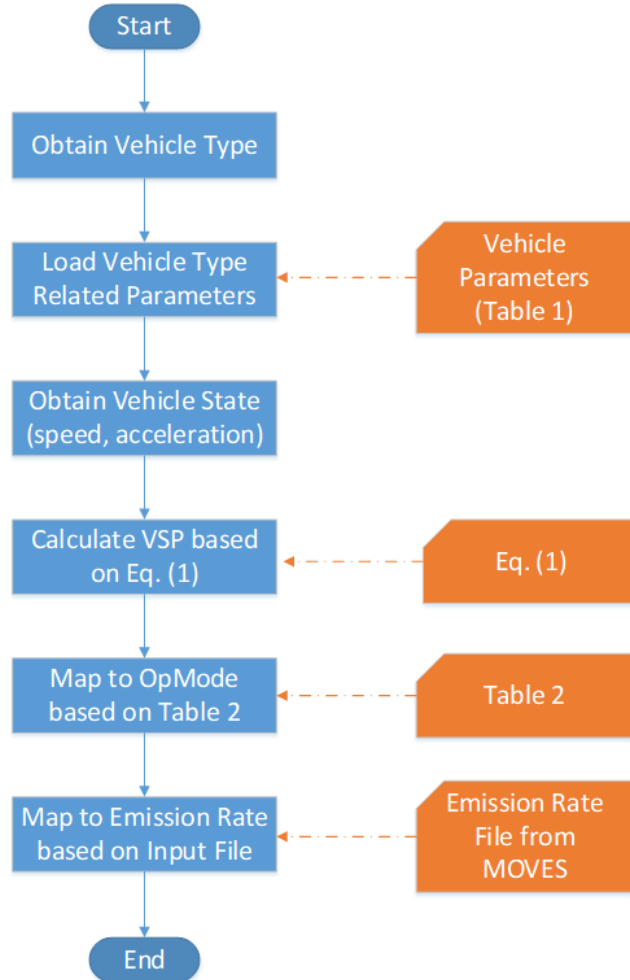 Start
Obtain Vehicle Type
Load Vehicle Type
Related Parameters
Vehicle
Parameters
(Table 1)
Obtain Vehicle State
(speed, acceleration)
Calculate VSP based
on Eq. (1)
Eq. (1)
Map to OpMode
based on Table 2
Table 2
Map to Emission Rate
based on Input File
Emission Rate
File from
MOVES
End